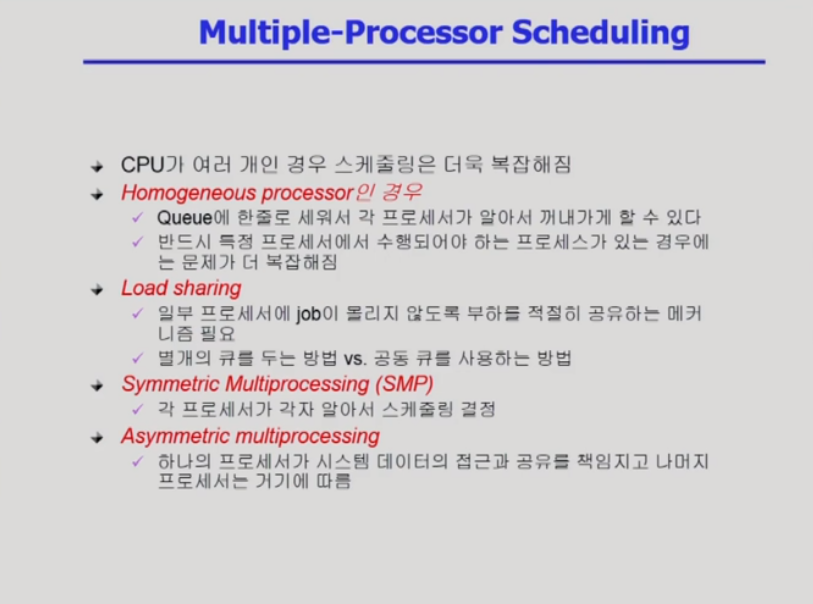 Multiple-Processor Scheduling
CPU가 여러 개인 경우 스케줄링은 더욱 복잡해짐
Homogeneous processor인 경우
Queue에 한줄로 세워서 각 프로세서가 알아서 꺼내가게 할 수 있다
반드시 특정 프로세서에서 수행되어야 하는 프로세스가 있는 경우에
는 문제가 더 복잡해짐
Load sharing
일부 프로세서에 job이 몰리지 않도록 부하를 적절히 공유하는 메커
니즘 필요
별개의 큐를 두는 방법 vs. 공동 큐를 사용하는 방법
Symmetric Multiprocessing (SMP)
각 프로세서가 각자 알아서 스케줄링 결정
Asymmetric multiprocessing
하나의 프로세서가 시스템 데이터의 접근과 공유를 책임지고 나머지
프로세서는 거기에 따름